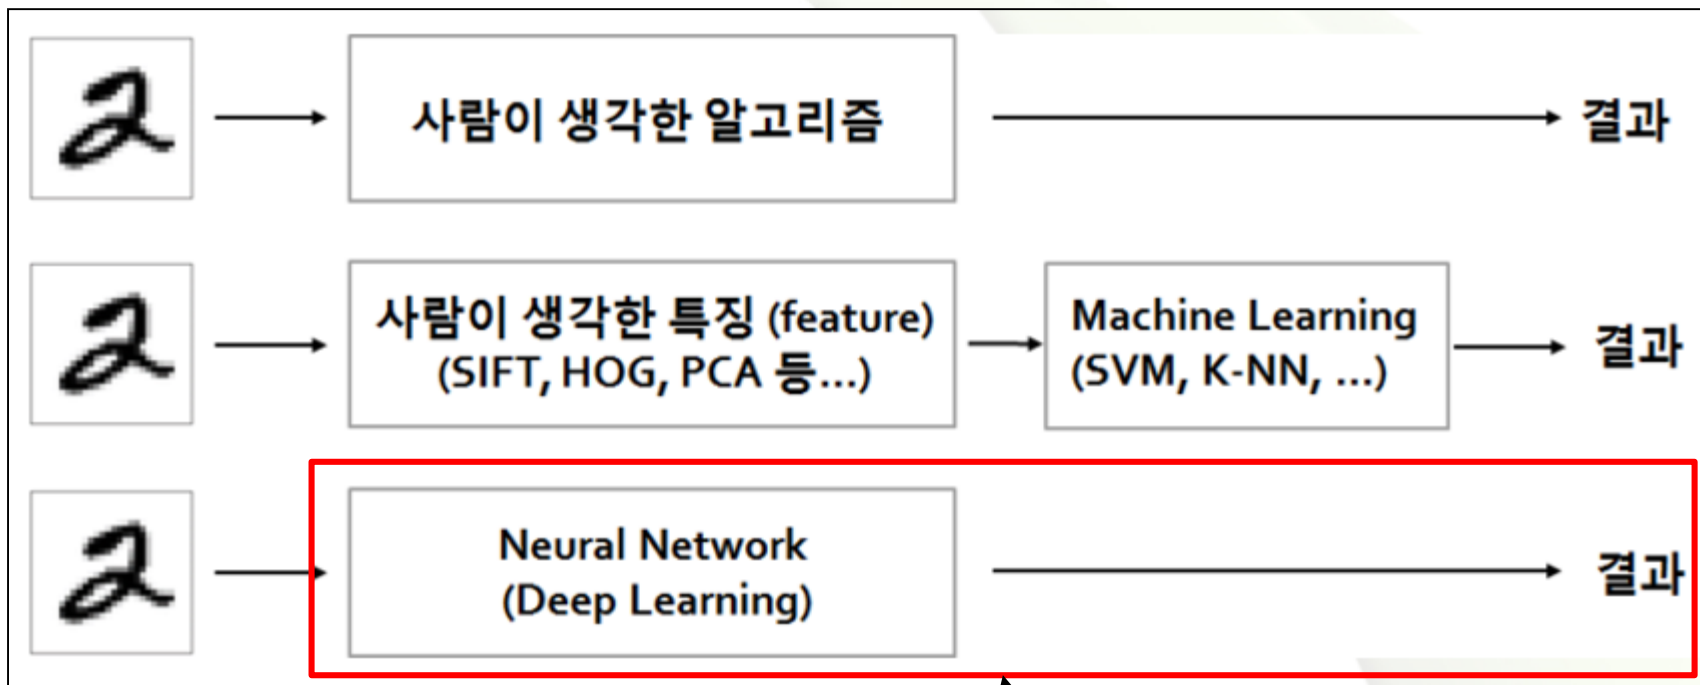 사람이 생각한 알고리즘
결과
사람이 생각한 특징 (feature)
(SIFT, HOG, PCA 등...)
Machine Learning
(SVM, K-NN, ...)
결과
Neural Network
(Deep Learning)
결과